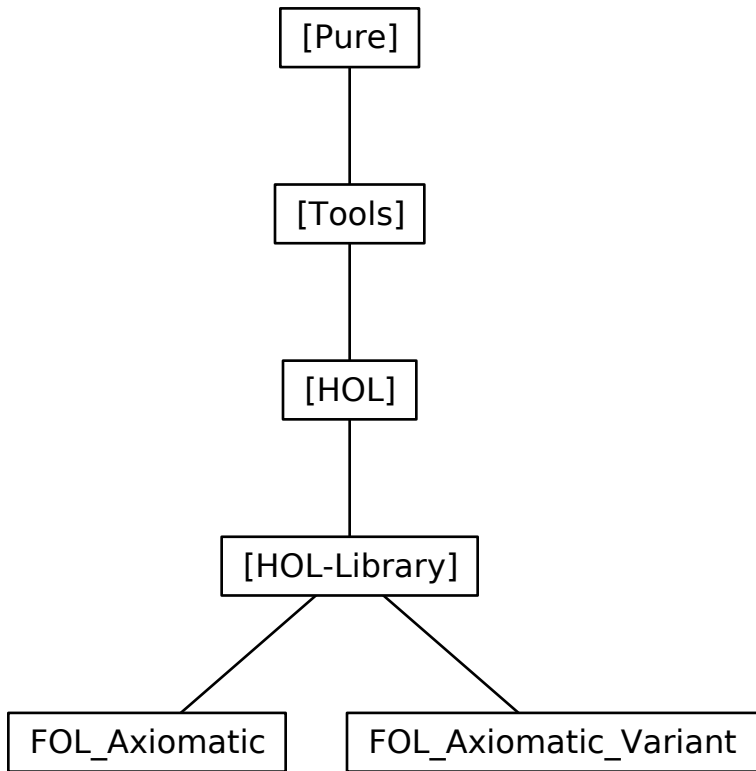 [Pure]
[Tools]
[HOL]
[HOL-Library]
FOL_Axiomatic
FOL_Axiomatic_Variant